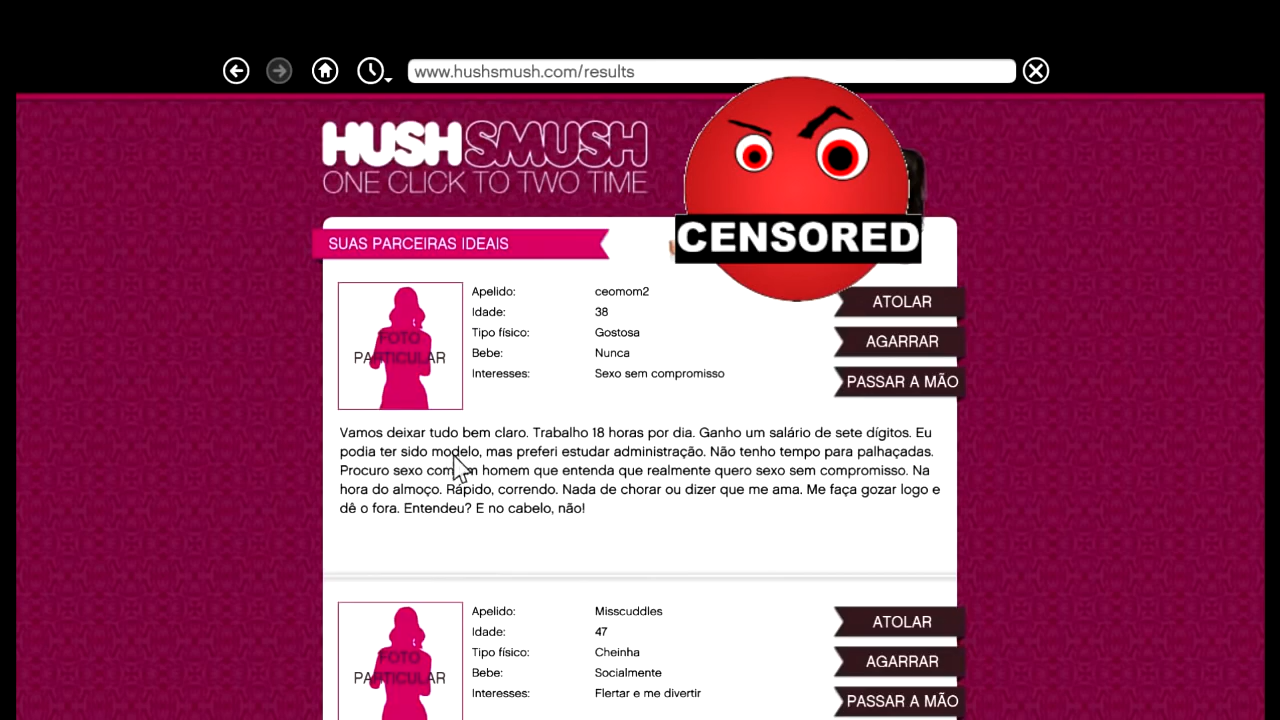 www.hushsmush.com/results
HUSHSMUSH
ONE CLICK TO TWO TIME
CENSORED
SUAS PARCEIRAS IDEAIS
FOTO
PARTICULAR
Apelido: ceomom2
Idade: 38
Tipo físico: Gostosa
Bebe: Nunca
Interesses: Sexo sem compromisso
ATOLAR
AGARRAR
PASSAR A MÃO
Vamos deixar tudo bem claro. Trabalho 18 horas por dia. Ganho um salário de sete dígitos. Eu
podia ter sido modelo, mas preferi estudar administração. Não tenho tempo para palhaçadas.
Procuro sexo com um homem que entenda que realmente quero sexo sem compromisso. Na
hora do almoço. Rápido, correndo. Nada de chorar ou dizer que me ama. Me faça gozar logo e
dê o fora. Entendeu? E no cabelo, não!
FOTO
PARTICULAR
Apelido: Misscuddles
Idade: 47
Tipo físico: Cheinha
Bebe: Socialmente
Interesses: Flertar e me divertir
ATOLAR
AGARRAR
PASSAR A MÃO